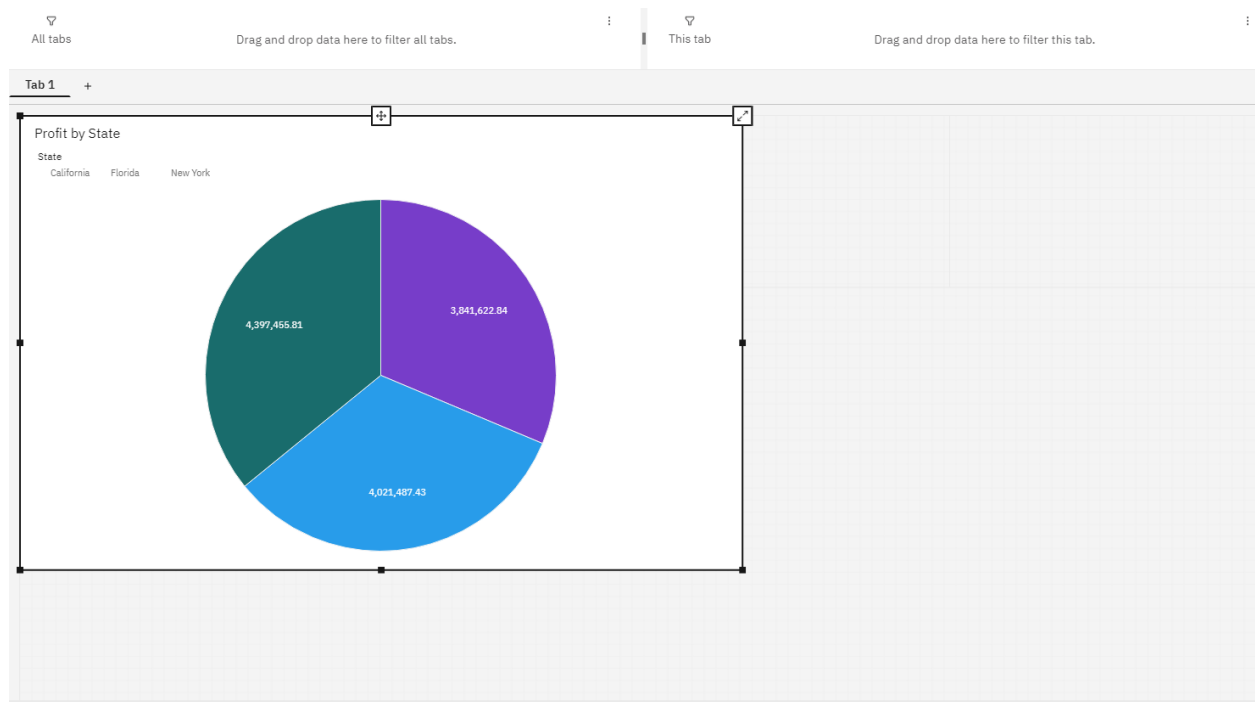 All tabs
Drag and drop data here to filter all tabs.
This tab
Drag and drop data here to filter this tab.
Tab 1 +
Profit by State
State
California Florida New York
3,841,622.84
4,397,455.81
4,021,487.43